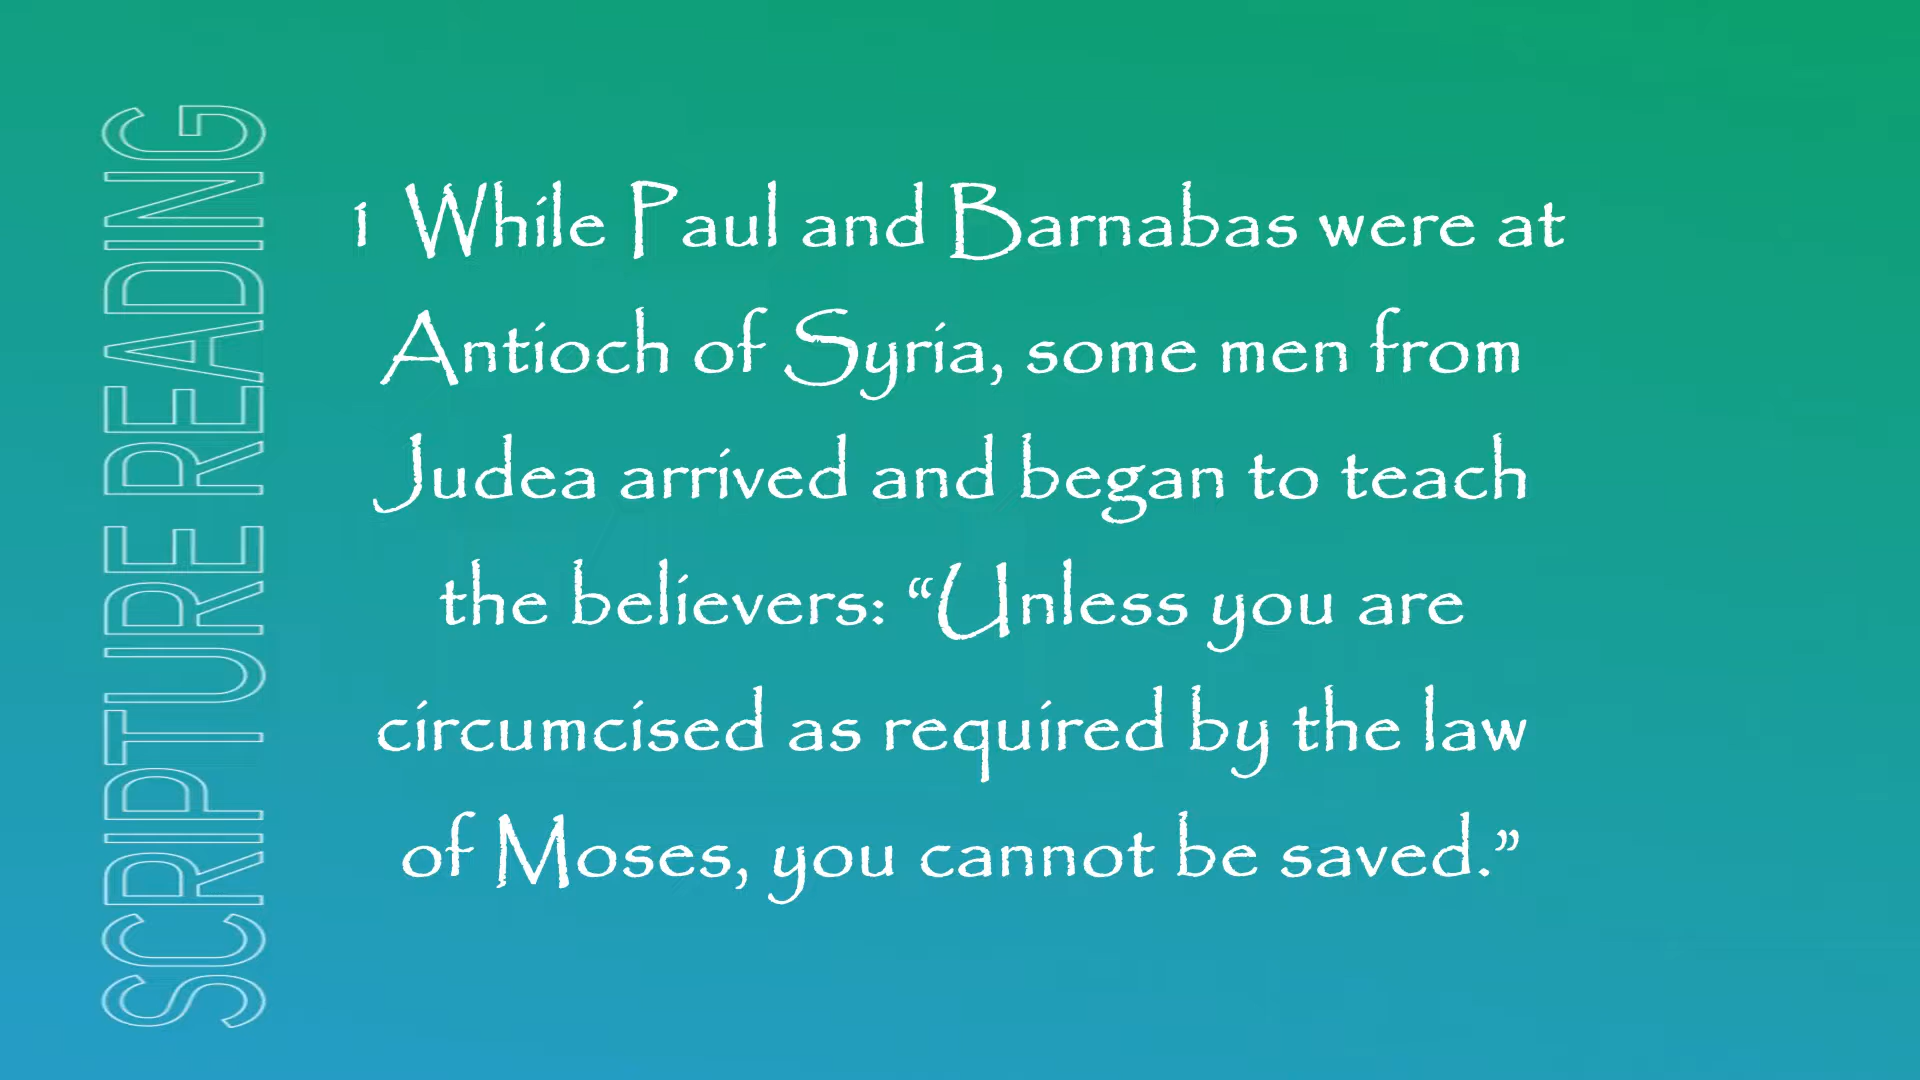 SCRIPTURE READING
1 While Paul and Barnabas were at
Antioch of Syria, some men from
Judea arrived and began to teach
the believers: “Unless you are
circumcised as required by the law
of Moses, you cannot be saved.”